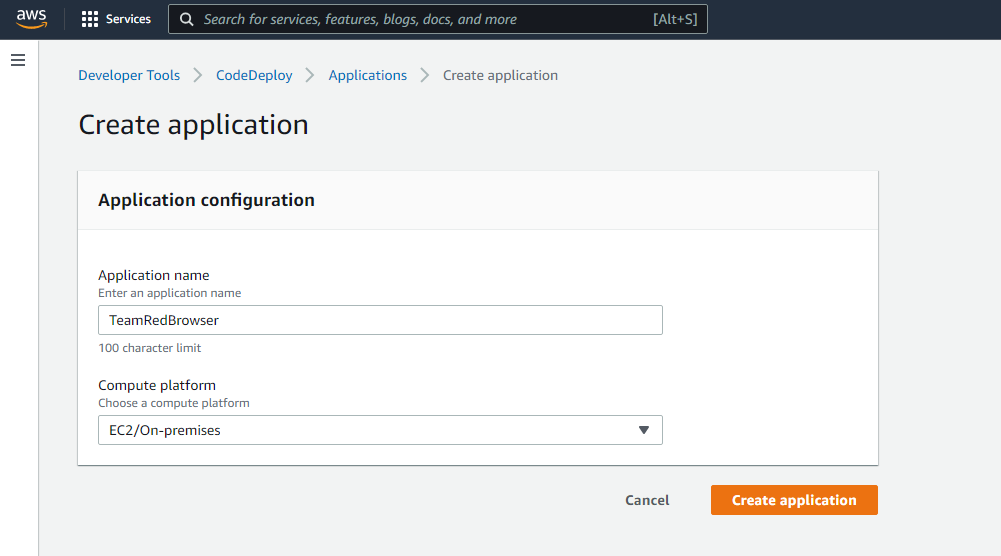 aws Services Search for services, features, blogs, docs, and more [Alt+S]
Developer Tools > CodeDeploy > Applications > Create application
Create application
Application configuration
Application name
Enter an application name
TeamRedBrowser
100 character limit
Compute platform
Choose a compute platform
EC2/On-premises
Cancel Create application